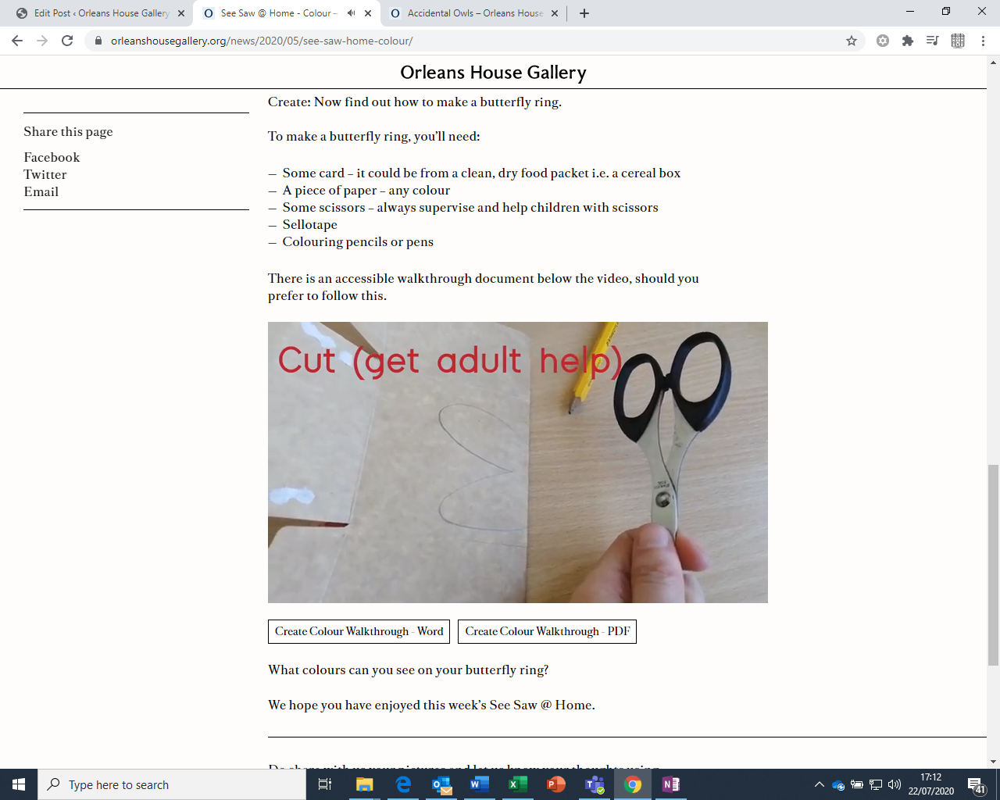 Edit Post ‹ Orleans House Gallery
See Saw @ Home - Colour –
Accidental Owls – Orleans House
orleanshousegallery.org/news/2020/05/see-saw-home-colour/
Orleans House Gallery
Share this page
Facebook
Twitter
Email
Create: Now find out how to make a butterfly ring.
To make a butterfly ring, you’ll need:
– Some card – it could be from a clean, dry food packet i.e. a cereal box
– A piece of paper – any colour
– Some scissors – always supervise and help children with scissors
– Sellotape
– Colouring pencils or pens
There is an accessible walkthrough document below the video, should you
prefer to follow this.
Cut (get adult help)
Create Colour Walkthrough - Word
Create Colour Walkthrough - PDF
What colours can you see on your butterfly ring?
We hope you have enjoyed this week’s See Saw @ Home.
Type here to search
17:12
22/07/2020
41